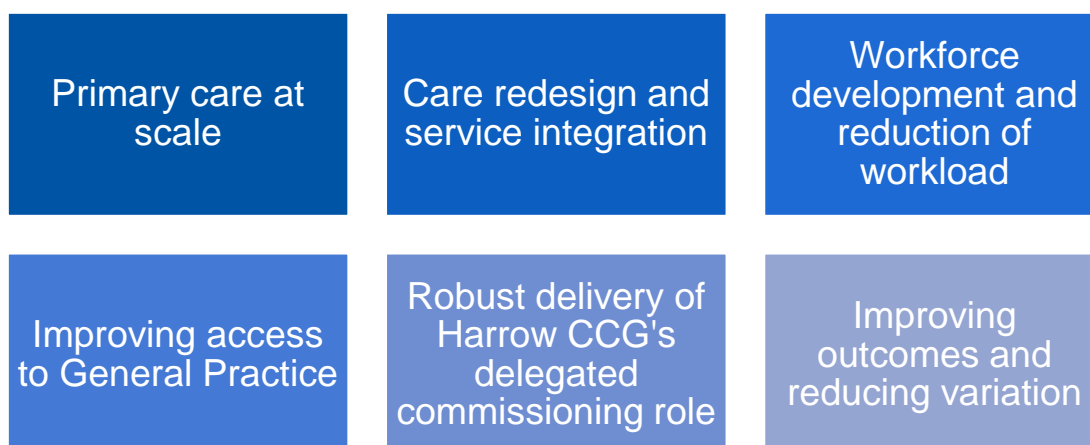 Primary care at
scale
Care redesign and
service integration
Workforce
development and
reduction of
workload
Improving access
to General Practice
Robust delivery of
Harrow CCG's
delegated
commissioning role
Improving
outcomes and
reducing variation